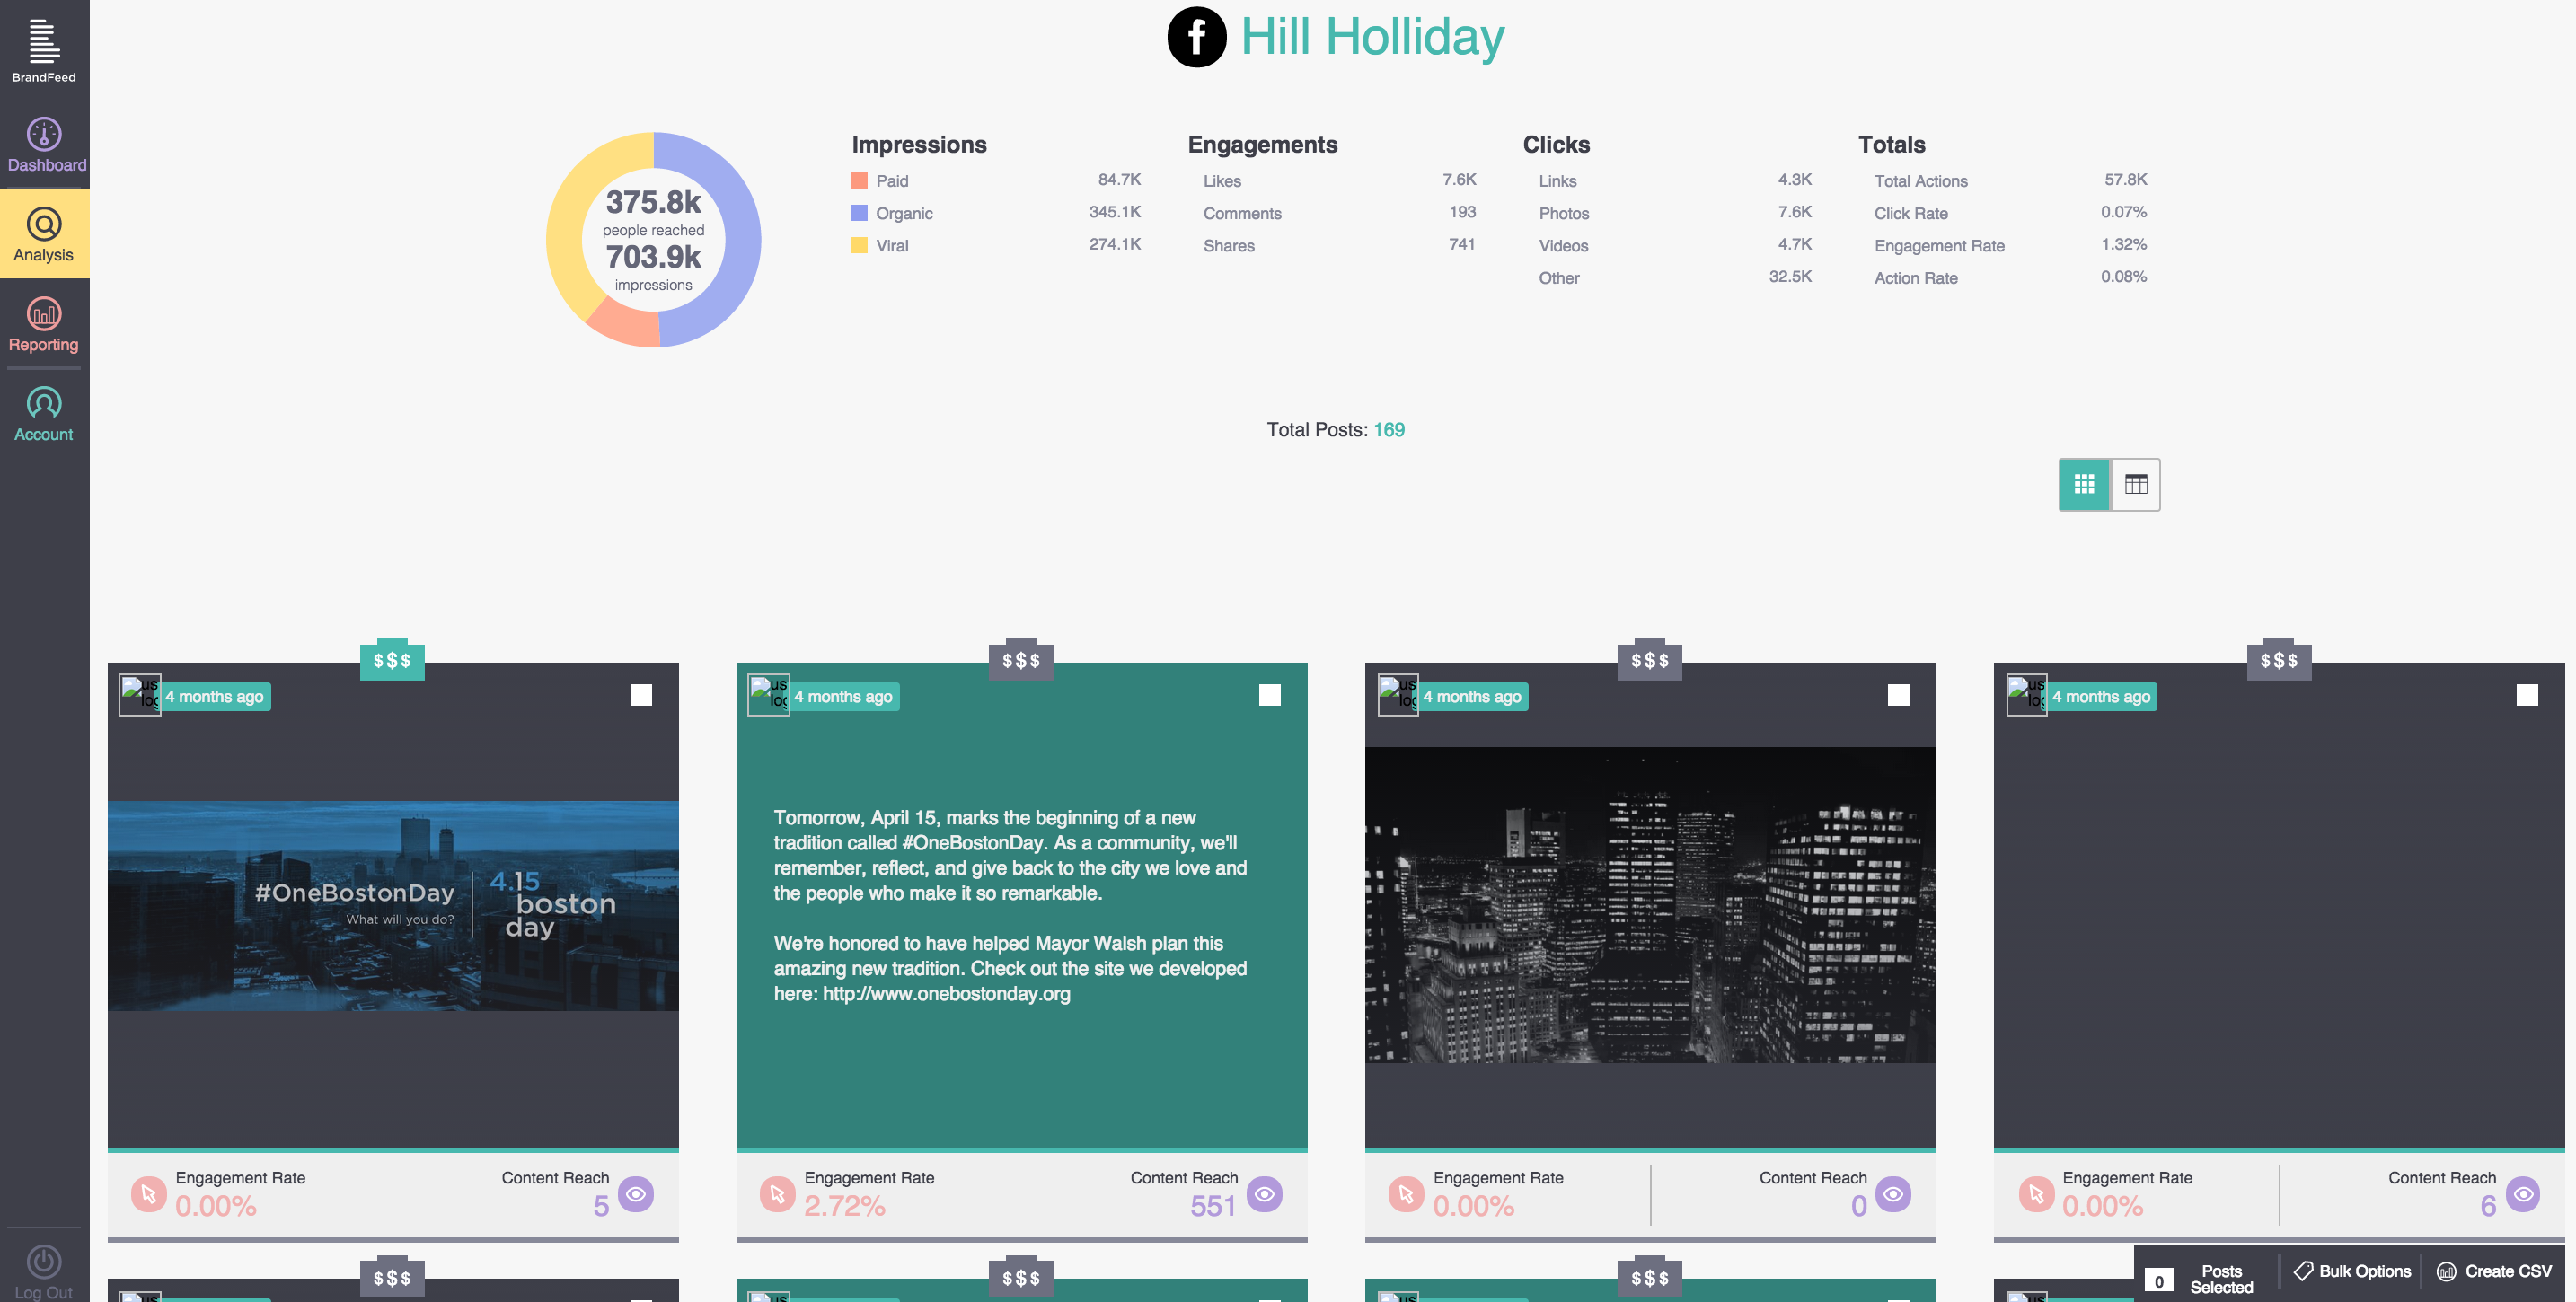 BrandFeed
Dashboard
Analysis
Reporting
Account
Log Out
Hill Holliday
375.8k
people reached
703.9k
impressions
Impressions
Paid 84.7K
Organic 345.1K
Viral 274.1K
Engagements
Likes 7.6K
Comments 193
Shares 741
Clicks
Links 4.3K
Photos 7.6K
Videos 4.7K
Other 32.5K
Totals
Total Actions 57.8K
Click Rate 0.07%
Engagement Rate 1.32%
Action Rate 0.08%
Total Posts: 169
$$$
4 months ago
#OneBostonDay
What will you do?
4.15
boston
day
Engagement Rate
0.00%
Content Reach
5
$$$
4 months ago
Tomorrow, April 15, marks the beginning of a new
tradition called #OneBostonDay. As a community, we'll
remember, reflect, and give back to the city we love and
the people who make it so remarkable.
We're honored to have helped Mayor Walsh plan this
amazing new tradition. Check out the site we developed
here: http://www.onebostonday.org
Engagement Rate
2.72%
Content Reach
551
$$$
4 months ago
Engagement Rate
0.00%
Content Reach
0
$$$
4 months ago
Engagement Rate
0.00%
Content Reach
6
$$$
$$$
$$$
0 Posts
Selected
Bulk Options
Create CSV